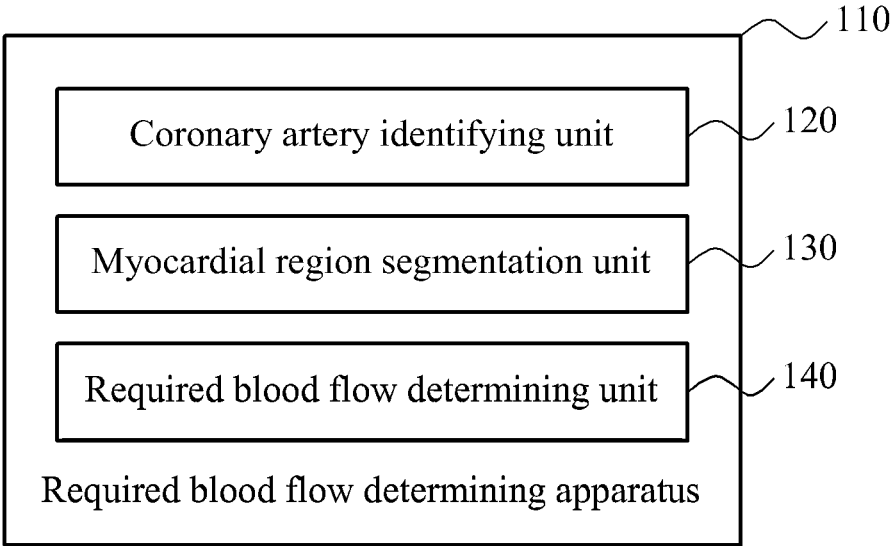 110
Coronary artery identifying unit
120
Myocardial region segmentation unit
130
Required blood flow determining unit
140
Required blood flow determining apparatus